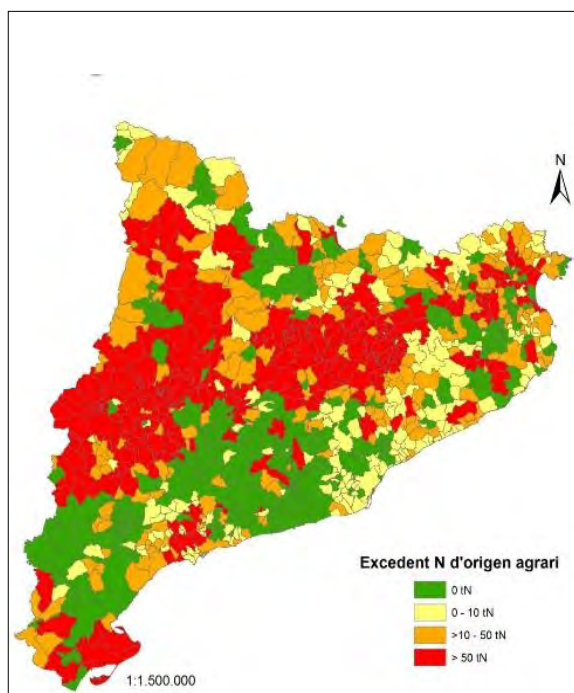 N
Excedent N d'origen agrari
0 tN
0 - 10 tN
>10 - 50 tN
> 50 tN
1:1.500.000